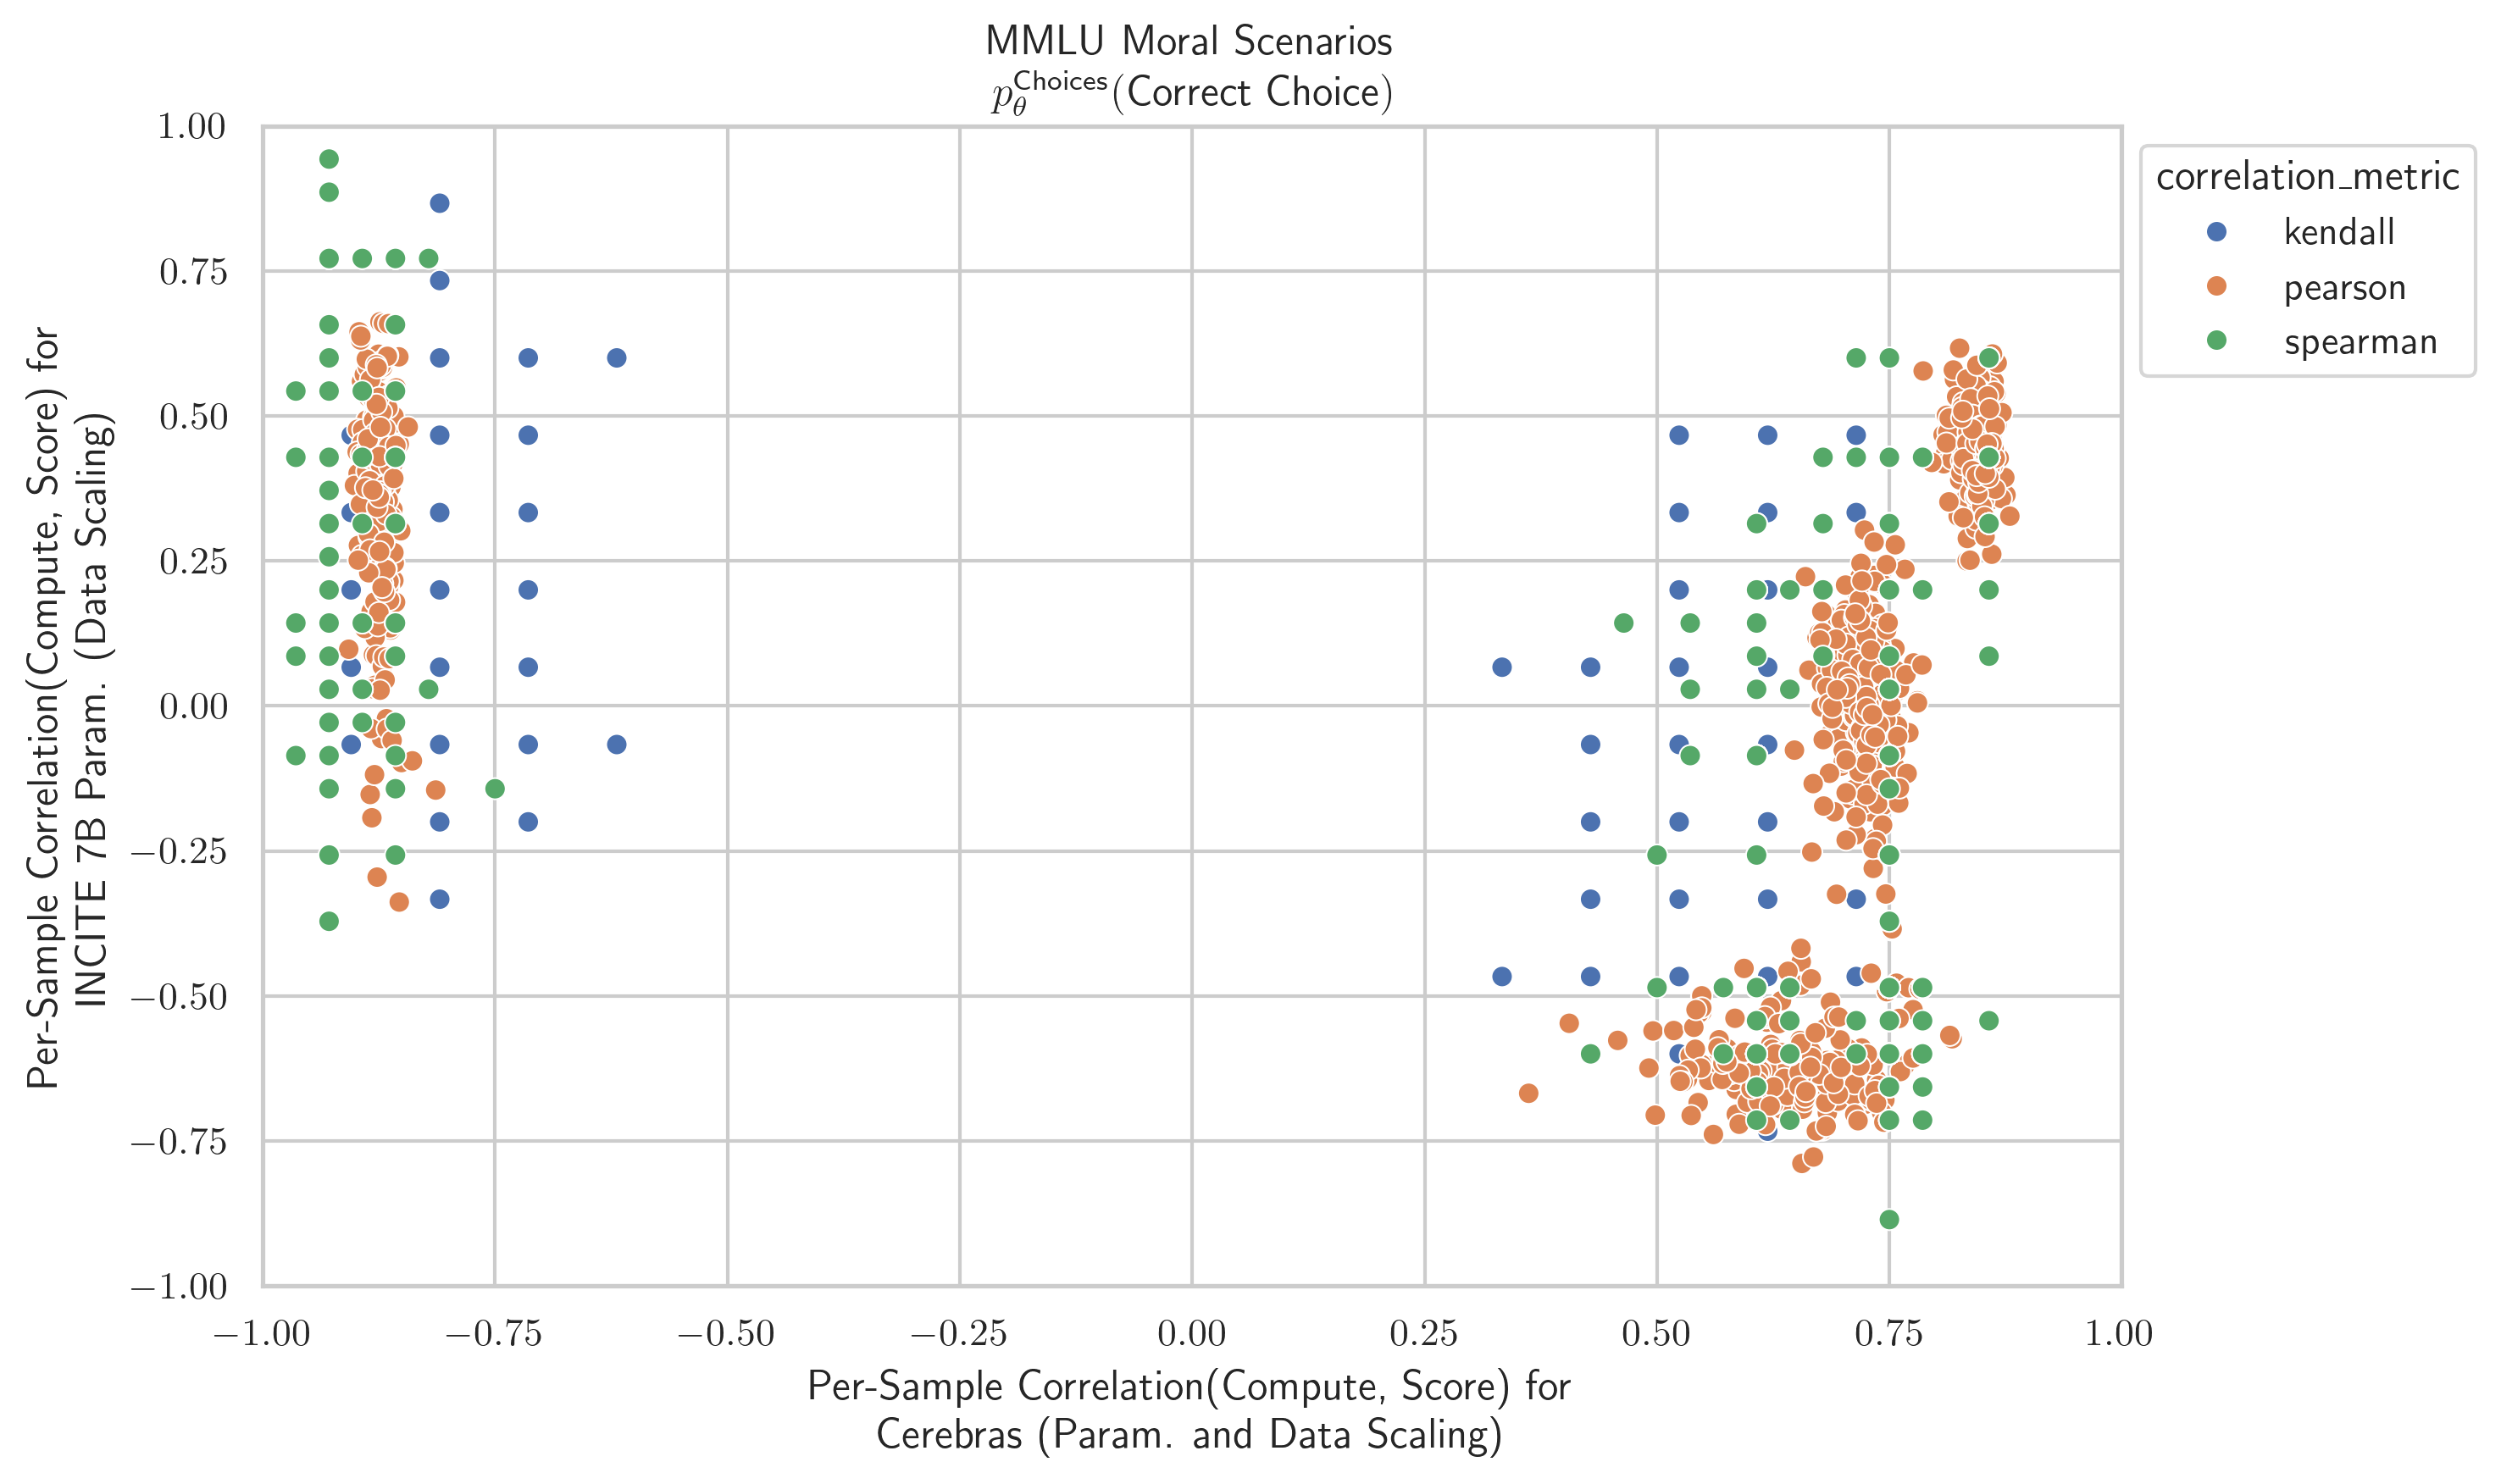 MMLU Moral Scenarios
p_θ^Choices(Correct Choice)
1.00
0.75
0.50
0.25
0.00
−0.25
−0.50
−0.75
−1.00
Per-Sample Correlation(Compute, Score) for
INCITE 7B Param. (Data Scaling)
correlation_metric
kendall
pearson
spearman
−1.00 −0.75 −0.50 −0.25 0.00 0.25 0.50 0.75 1.00
Per-Sample Correlation(Compute, Score) for
Cerebras (Param. and Data Scaling)